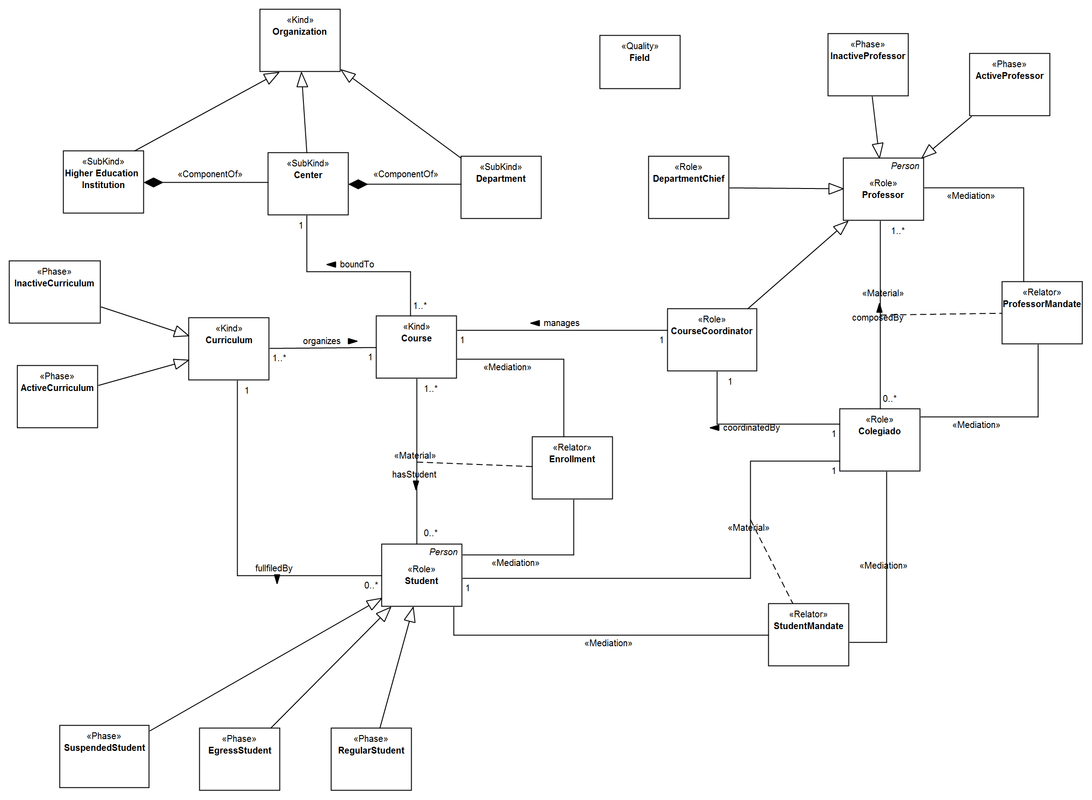 «Kind»
Organization
«Quality»
Field
«Phase»
InactiveProfessor
«Phase»
ActiveProfessor
«SubKind»
Higher Education
Institution
«ComponentOf»
«SubKind»
Center
«ComponentOf»
«SubKind»
Department
«Role»
DepartmentChief
Person
«Role»
Professor
«Mediation»
1
boundTo
1..*
1..*
«Phase»
InactiveCurriculum
«Phase»
ActiveCurriculum
«Kind»
Curriculum
organizes
1..*
1
«Kind»
Course
manages
1
1
«Role»
CourseCoordinator
«Material»
composedBy
«Relator»
ProfessorMandate
«Mediation»
1
1..*
1
0..*
coordinatedBy
1
«Role»
Colegiado
«Mediation»
1
«Material»
hasStudent
«Relator»
Enrollment
0..*
«Mediation»
«Material»
«Mediation»
fullfiledBy
0..*
Person
«Role»
Student
1
«Relator»
StudentMandate
«Mediation»
«Phase»
SuspendedStudent
«Phase»
EgressStudent
«Phase»
RegularStudent